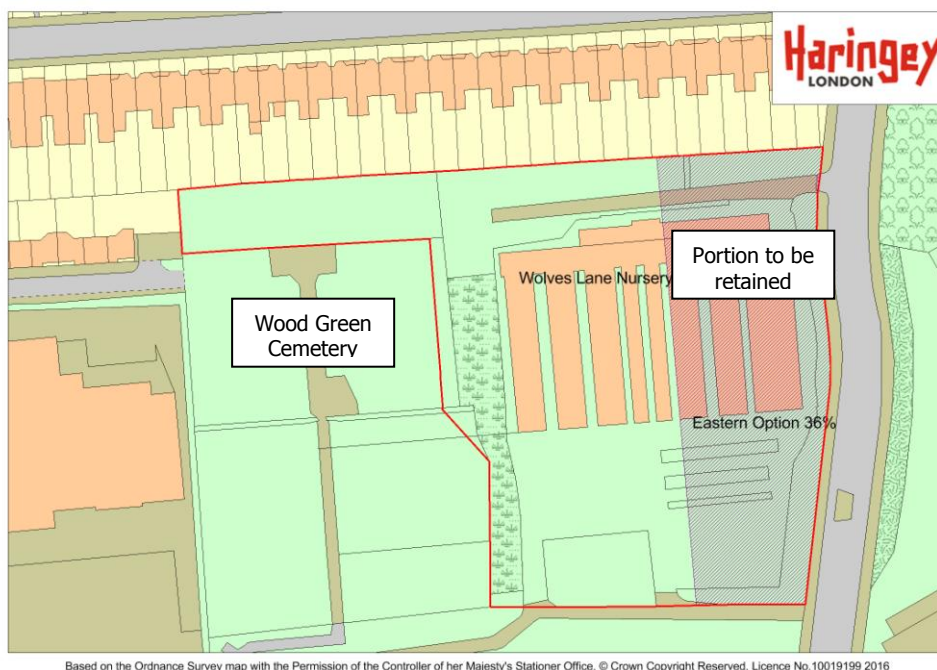 Haringey
LONDON
Portion to be
retained
Wolves Lane Nursery
Wood Green
Cemetery
Eastern Option 36%
Based on the Ordnance Survey map with the Permission of the Controller of her Majesty's Stationer Office. © Crown Copyright Reserved. Licence No.10019199 2016